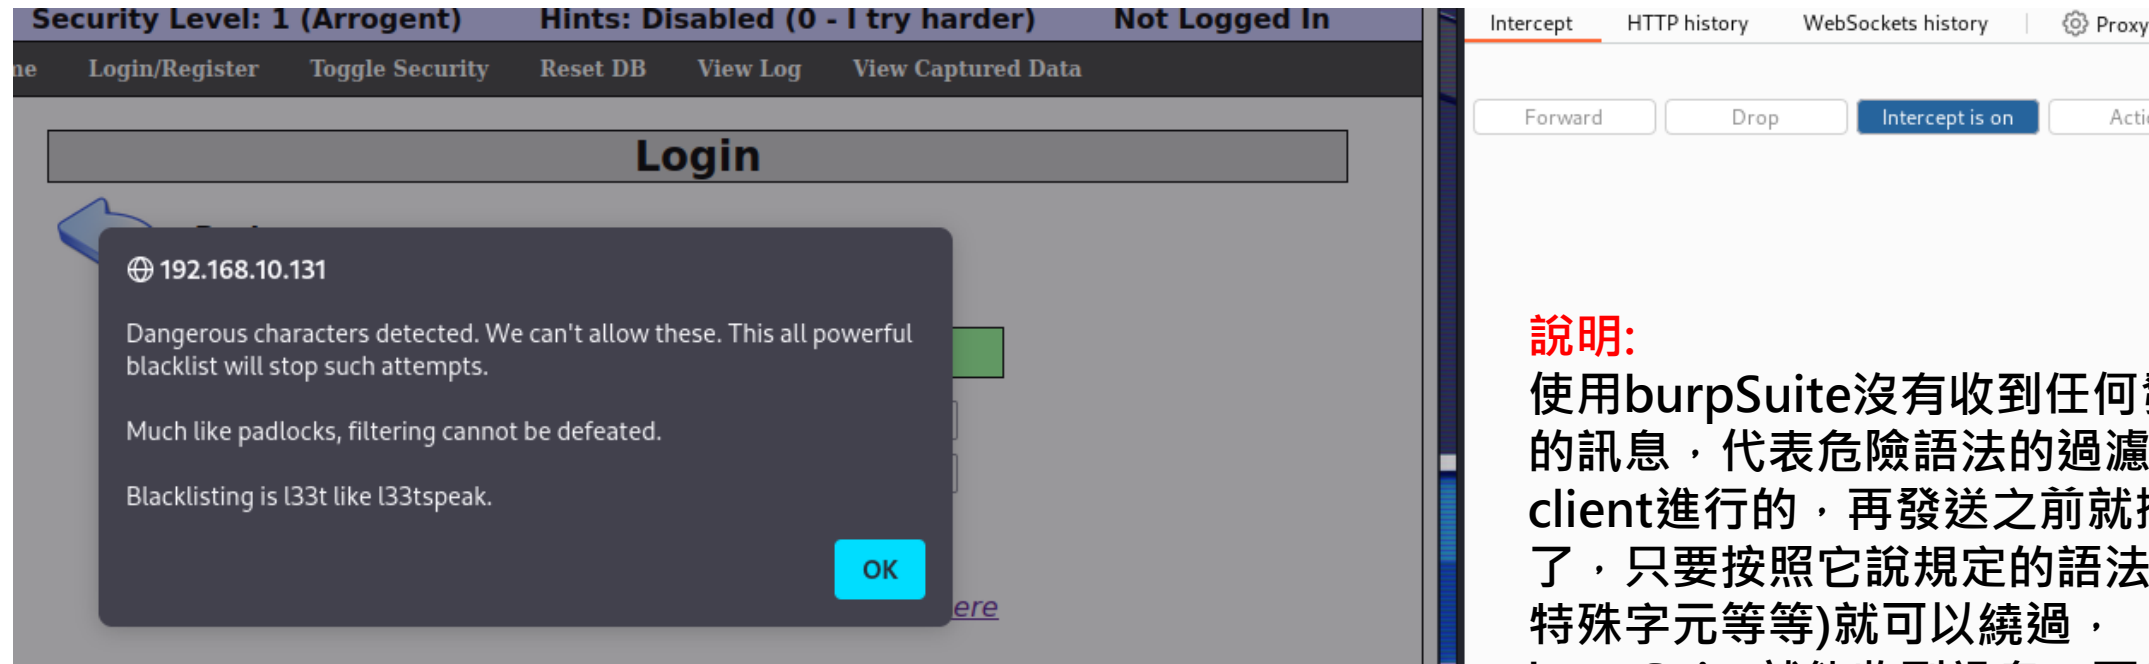 Security Level: 1 (Arrogent) Hints: Disabled (0 - I try harder) Not Logged In
Login/Register Toggle Security Reset DB View Log View Captured Data
Login
192.168.10.131
Dangerous characters detected. We can't allow these. This all powerful
blacklist will stop such attempts.
Much like padlocks, filtering cannot be defeated.
Blacklisting is l33t like l33tspeak.
OK
ere
Intercept HTTP history WebSockets history Proxy
Forward Drop Intercept is on Acti
說明:
使用burpSuite沒有收到任何
的訊息，代表危險語法的過濾
client進行的，再發送之前就
了，只要按照它說規定的語法
特殊字元等等)就可以繞過，